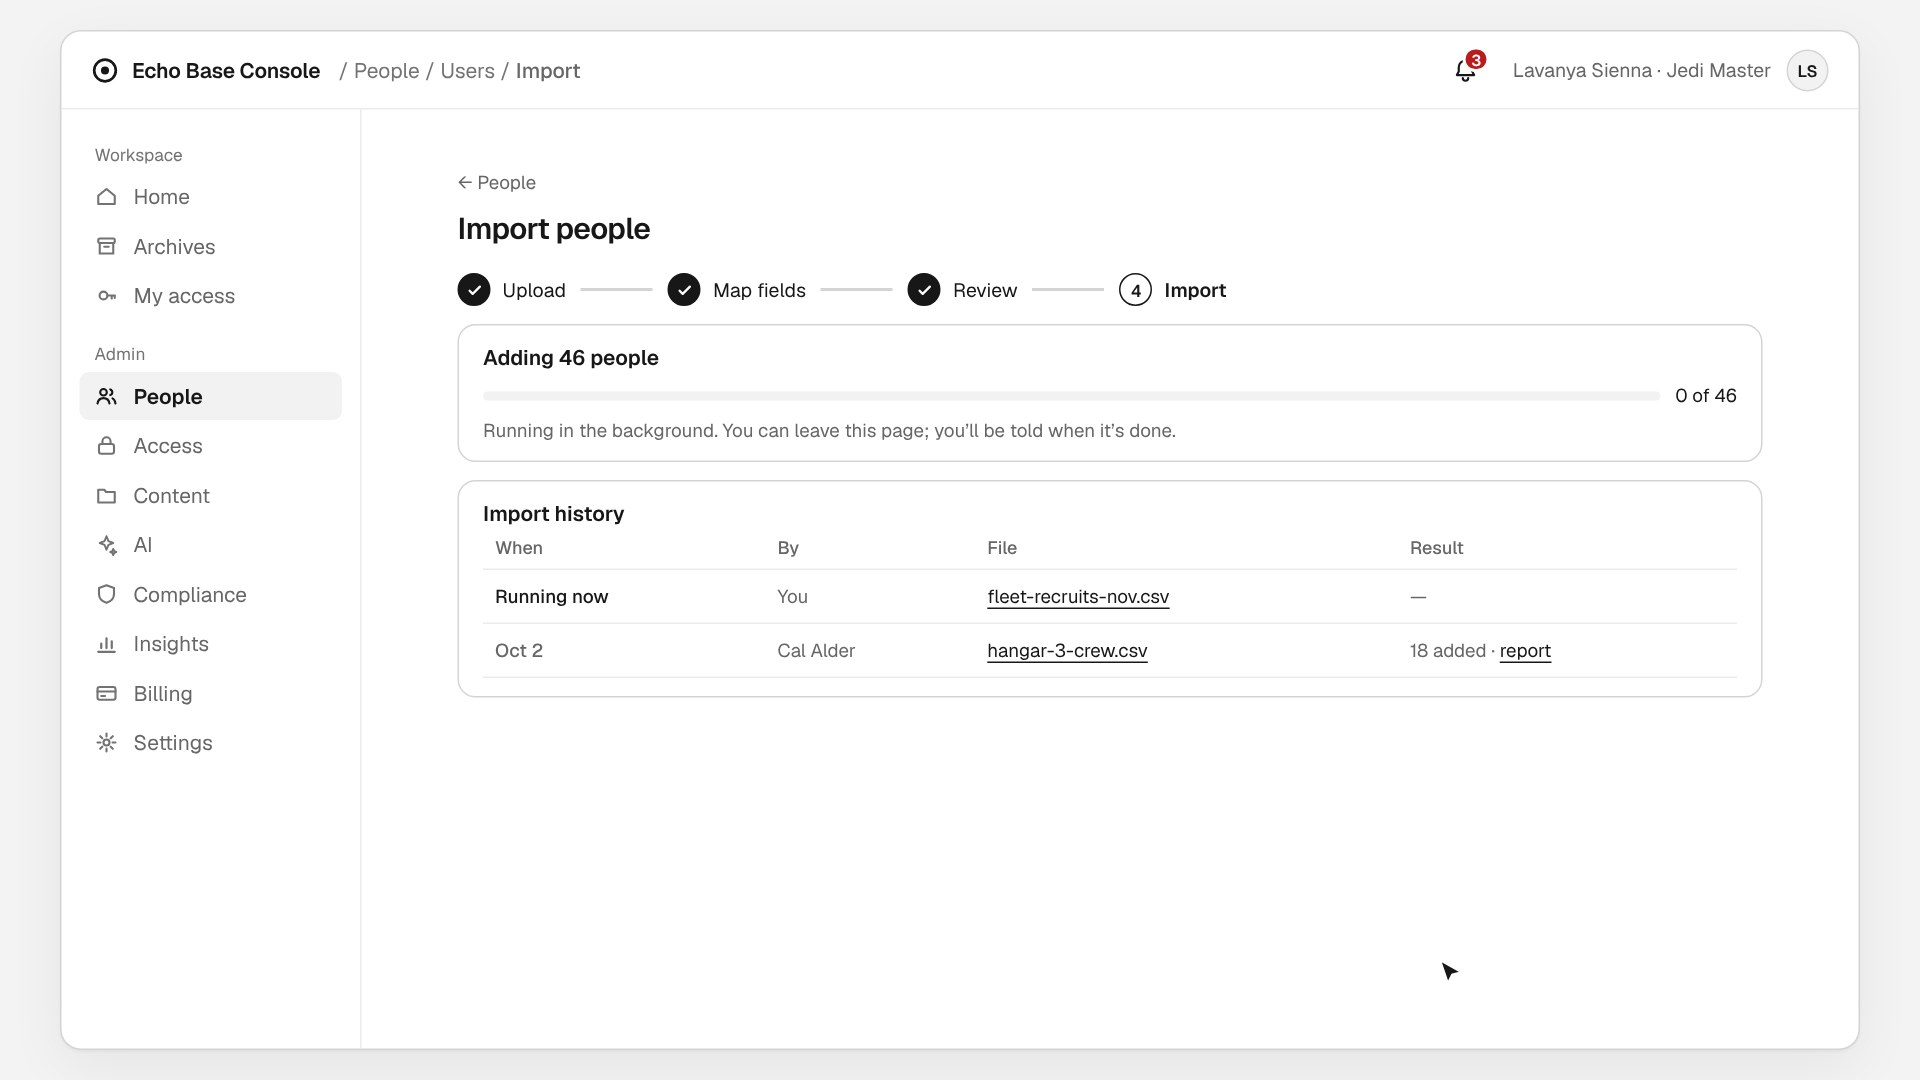 Echo Base Console / People / Users / Import
3
Lavanya Sienna · Jedi Master LS
Workspace
Home
Archives
My access
Admin
People
Access
Content
AI
Compliance
Insights
Billing
Settings
← People
Import people
Upload
Map fields
Review
4 Import
Adding 46 people
0 of 46
Running in the background. You can leave this page; you’ll be told when it’s done.
Import history
When By File Result
Running now You fleet-recruits-nov.csv —
Oct 2 Cal Alder hangar-3-crew.csv 18 added · report